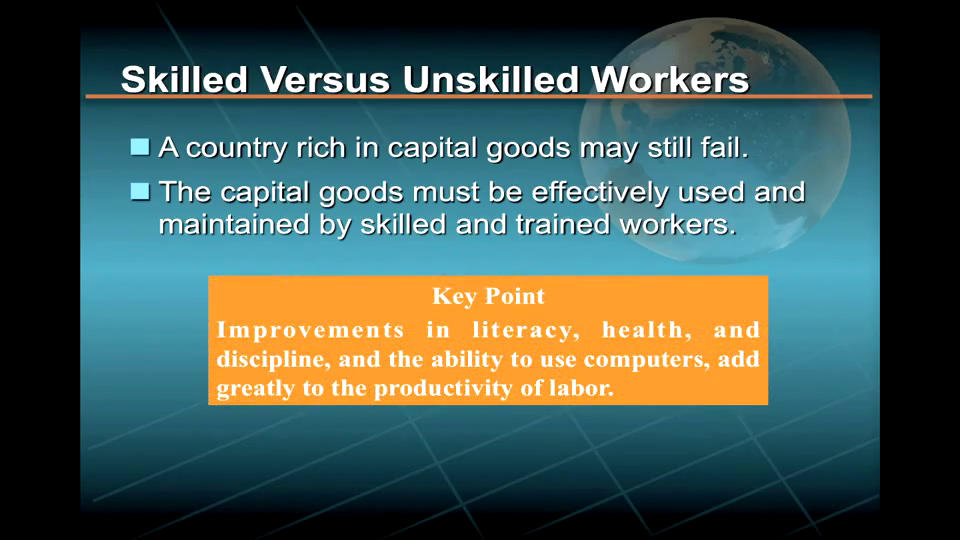 Skilled Versus Unskilled Workers
A country rich in capital goods may still fail.
The capital goods must be effectively used and
maintained by skilled and trained workers.
Key Point
Improvements in literacy, health, and
discipline, and the ability to use computers, add
greatly to the productivity of labor.